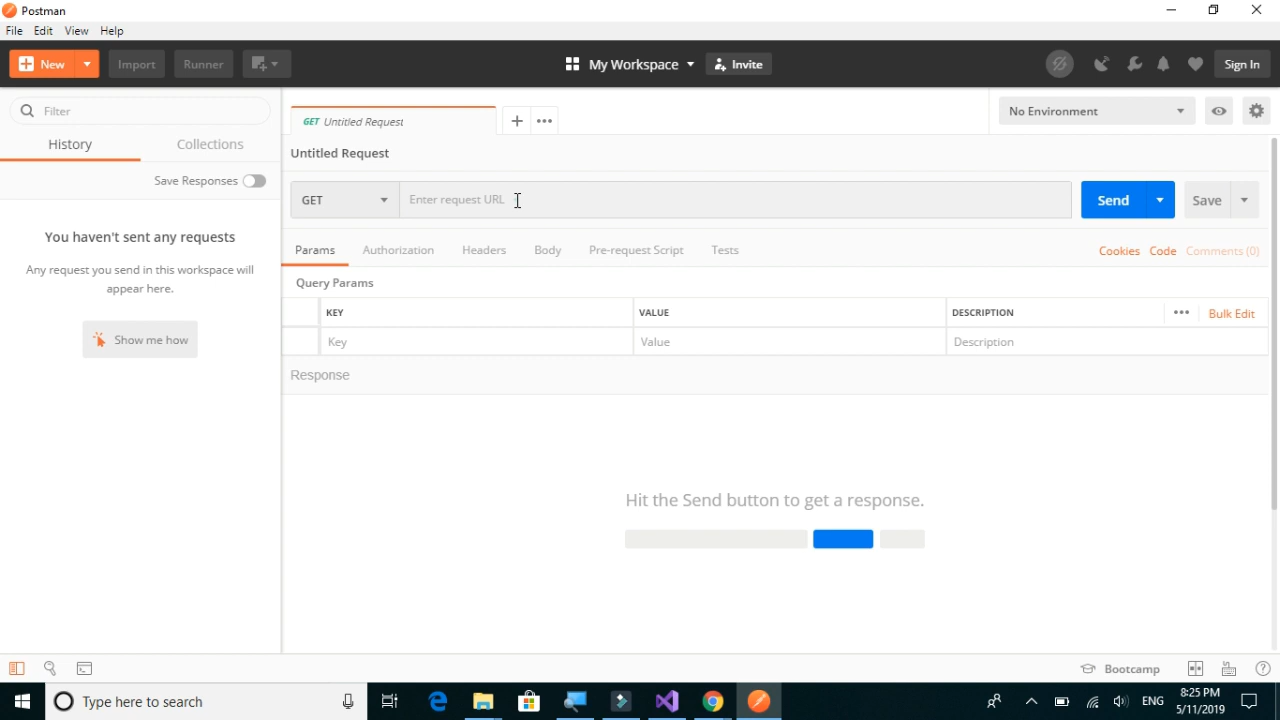 Postman
File Edit View Help
New Import Runner My Workspace Invite Sign In
Filter
History Collections
Save Responses
You haven't sent any requests
Any request you send in this workspace will
appear here.
Show me how
GET Untitled Request
No Environment
Untitled Request
GET Enter request URL Send Save
Params Authorization Headers Body Pre-request Script Tests Cookies Code Comments (0)
Query Params
KEY VALUE DESCRIPTION Bulk Edit
Key Value Description
Response
Hit the Send button to get a response.
Bootcamp
Type here to search ENG 8:25 PM
5/11/2019